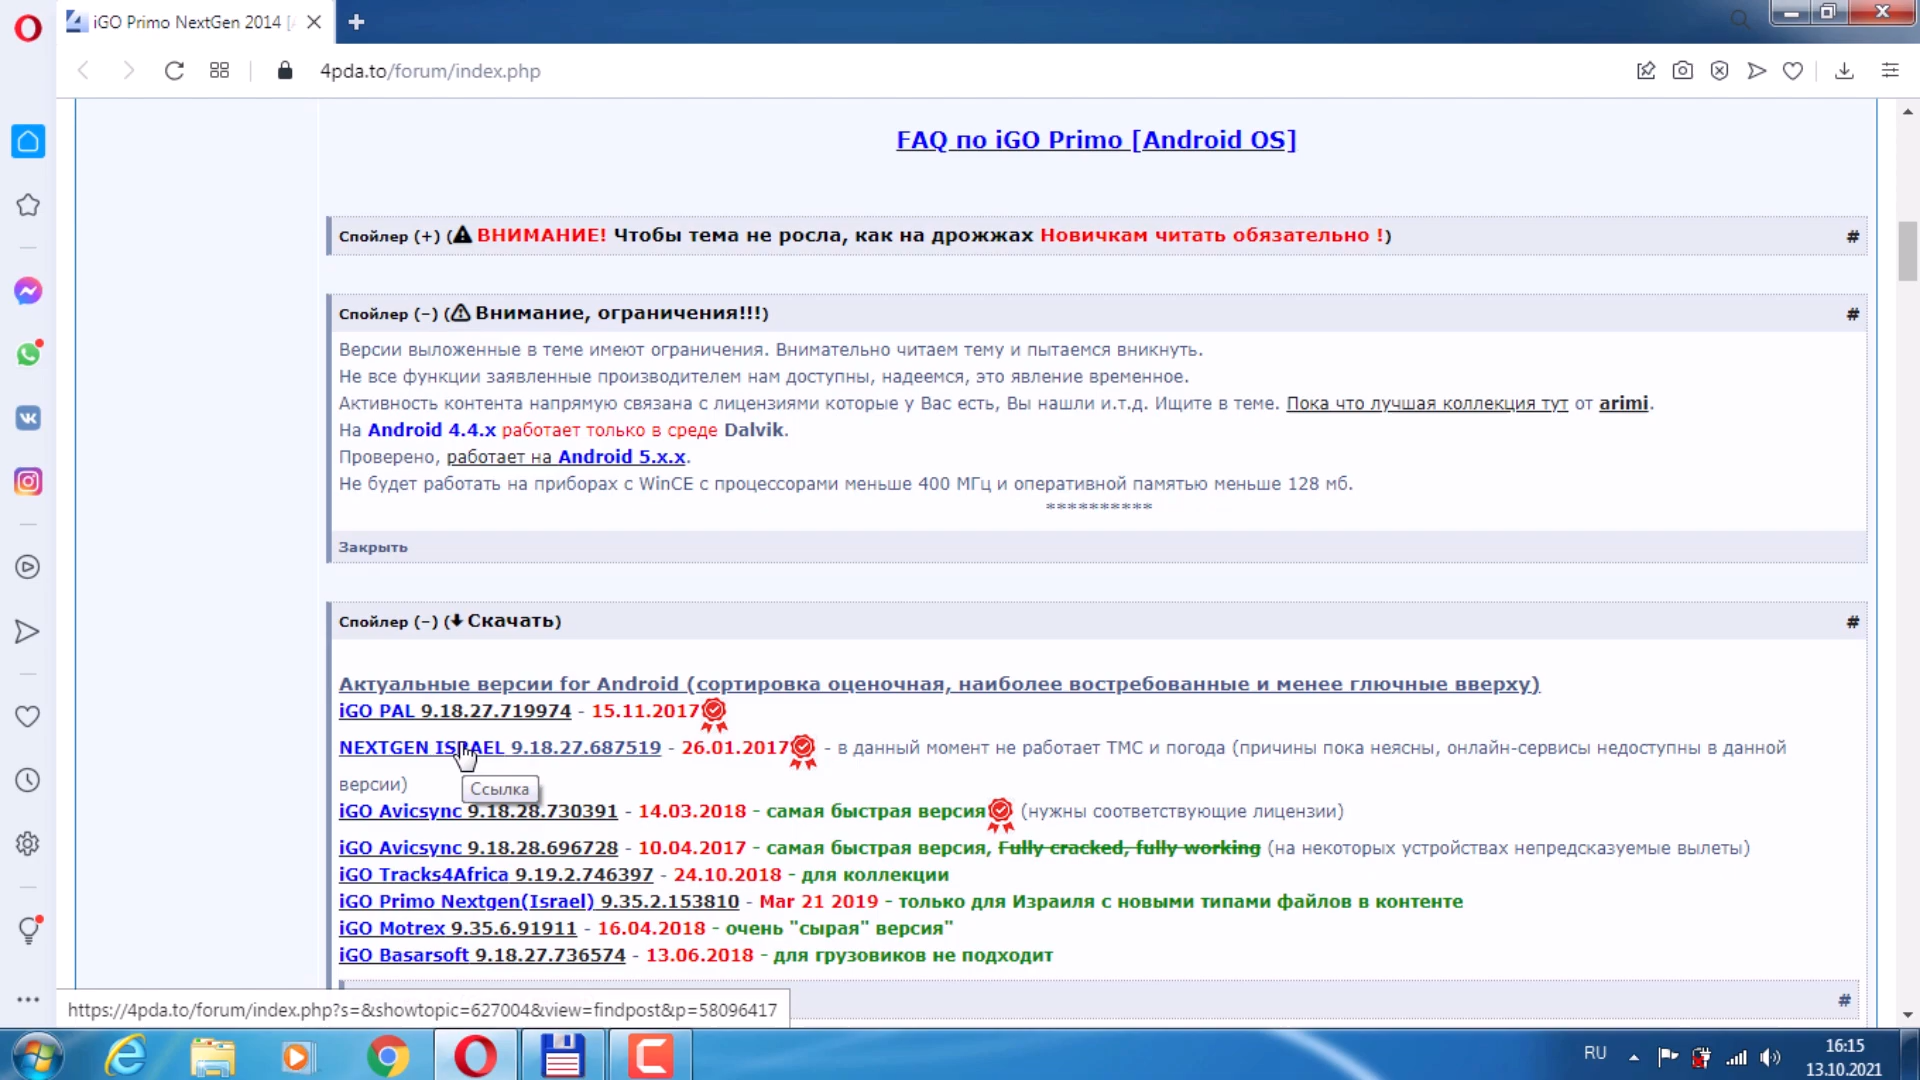 iGO Primo NextGen 2014 [
4pda.to/forum/index.php
FAQ по iGO Primo [Android OS]
Спойлер (+) (ВНИМАНИЕ! Чтобы тема не росла, как на дрожжах Новичкам читать обязательно !) #
Спойлер (−) (Внимание, ограничения!!!) #
Версии выложенные в теме имеют ограничения. Внимательно читаем тему и пытаемся вникнуть.
Не все функции заявленные производителем нам доступны, надеемся, это явление временное.
Активность контента напрямую связана с лицензиями которые у Вас есть, Вы нашли и.т.д. Ищите в теме. Пока что лучшая коллекция тут от arimi.
На Android 4.4.x работает только в среде Dalvik.
Проверено, работает на Android 5.x.x.
Не будет работать на приборах с WinCE с процессорами меньше 400 МГц и оперативной памятью меньше 128 мб.
**********
Закрыть
Спойлер (−) (Скачать) #
Актуальные версии for Android (сортировка оценочная, наиболее востребованные и менее глючные вверху)
iGO PAL 9.18.27.719974 - 15.11.2017
NEXTGEN ISRAEL 9.18.27.687519 - 26.01.2017 - в данный момент не работает ТМС и погода (причины пока неясны, онлайн-сервисы недоступны в данной
версии)
Ссылка
iGO Avicsync 9.18.28.730391 - 14.03.2018 - самая быстрая версия (нужны соответствующие лицензии)
iGO Avicsync 9.18.28.696728 - 10.04.2017 - самая быстрая версия, Fully cracked, fully working (на некоторых устройствах непредсказуемые вылеты)
iGO Tracks4Africa 9.19.2.746397 - 24.10.2018 - для коллекции
iGO Primo Nextgen(Israel) 9.35.2.153810 - Mar 21 2019 - только для Израиля с новыми типами файлов в контенте
iGO Motrex 9.35.6.91911 - 16.04.2018 - очень "сырая" версия"
iGO Basarsoft 9.18.27.736574 - 13.06.2018 - для грузовиков не подходит
#
https://4pda.to/forum/index.php?s=&showtopic=627004&view=findpost&p=58096417
RU
16:15
13.10.2021